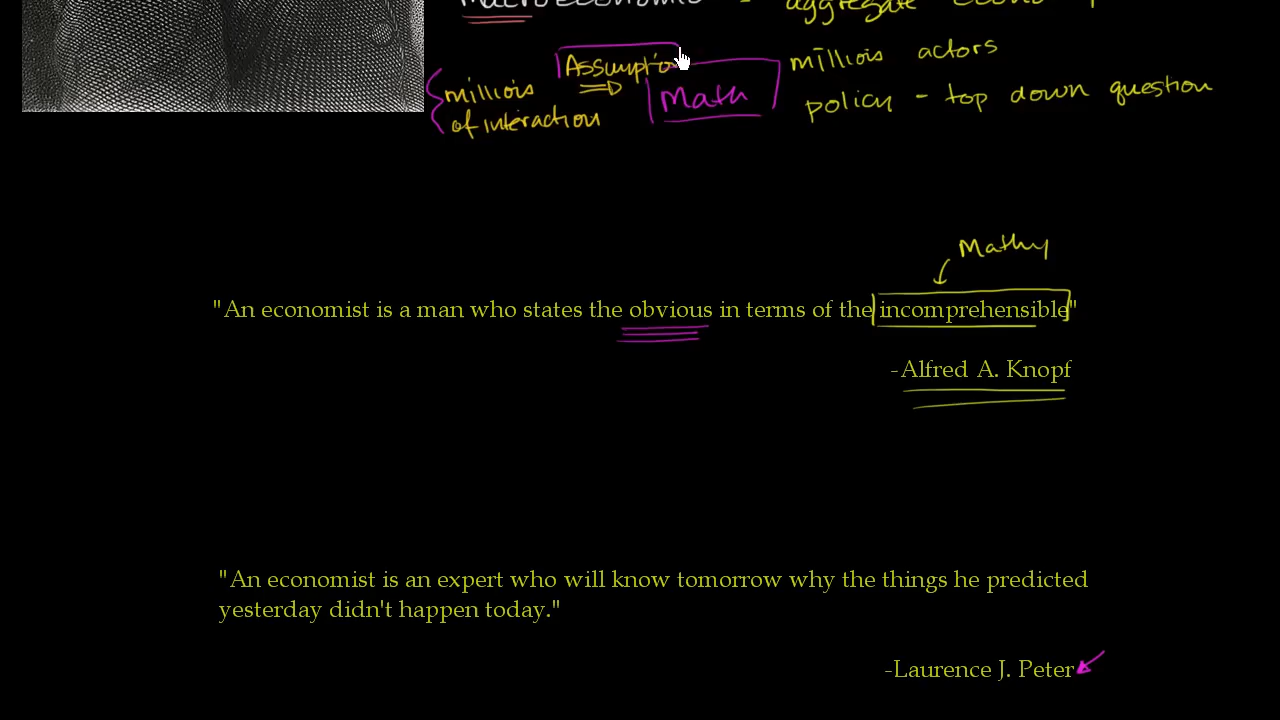 Macroeconomic - aggregate
Assumption
millions
of interaction
Math
millions actors
policy - top down question
Mathy
"An economist is a man who states the obvious in terms of the incomprehensible"
-Alfred A. Knopf
"An economist is an expert who will know tomorrow why the things he predicted
yesterday didn't happen today."
-Laurence J. Peter